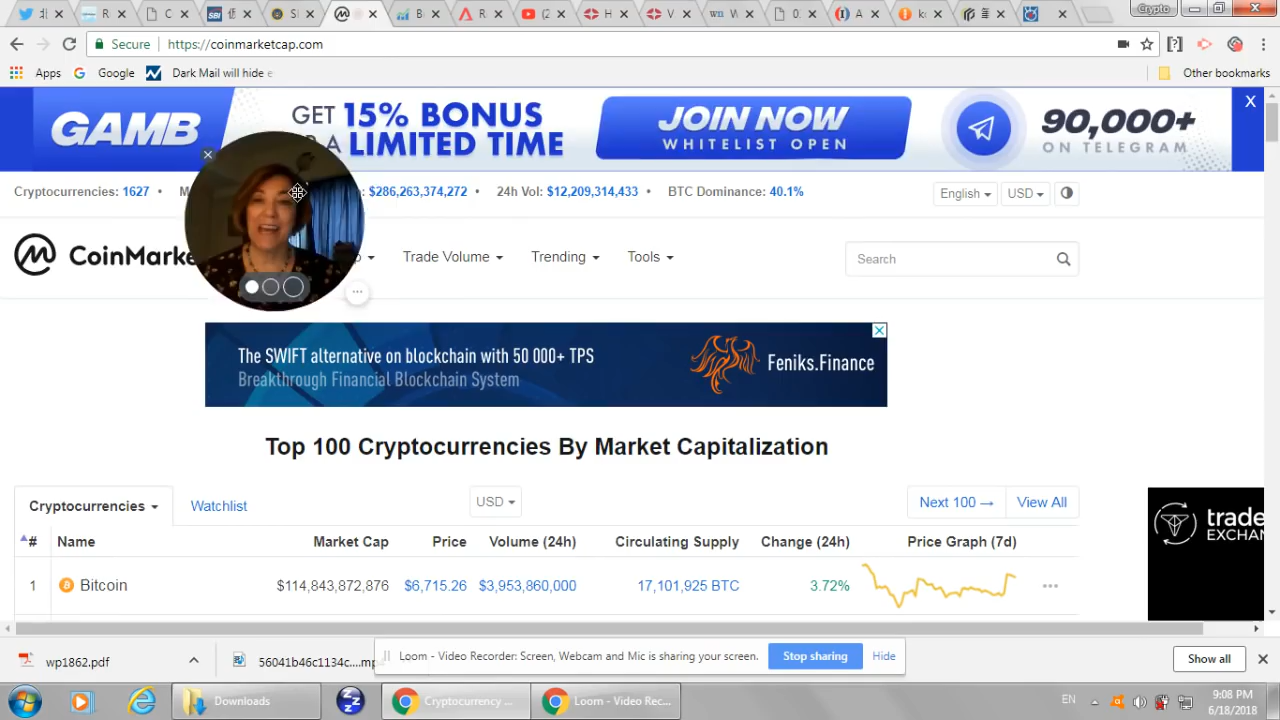 Crypto
Secure
https://coinmarketcap.com
Apps
Google
Dark Mail will hide e
Other bookmarks
GAMB
GET 15% BONUS
LIMITED TIME
JOIN NOW
WHITELIST OPEN
90,000+
ON TELEGRAM
X
Cryptocurrencies: 1627 •
$286,263,374,272 • 24h Vol: $12,209,314,433 • BTC Dominance: 40.1%
English
USD
CoinMarke
Trade Volume
Trending
Tools
Search
The SWIFT alternative on blockchain with 50 000+ TPS
Breakthrough Financial Blockchain System
Feniks.Finance
Top 100 Cryptocurrencies By Market Capitalization
Cryptocurrencies
Watchlist
USD
Next 100 →
View All
# Name Market Cap Price Volume (24h) Circulating Supply Change (24h) Price Graph (7d)
1 Bitcoin $114,843,872,876 $6,715.26 $3,953,860,000 17,101,925 BTC 3.72%
trade
EXCHAN
wp1862.pdf
56041b46c1134c....mp
Loom - Video Recorder: Screen, Webcam and Mic is sharing your screen.
Stop sharing
Hide
Show all
Downloads
Cryptocurrency ...
Loom - Video Rec...
EN
9:08 PM
6/18/2018